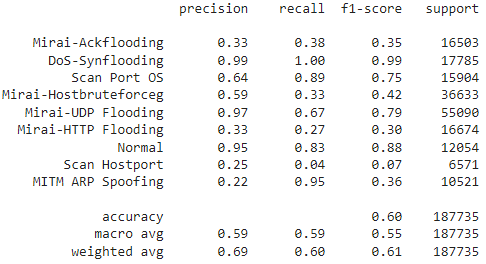 precision recall f1-score support
Mirai-Ackflooding 0.33 0.38 0.35 16503
DoS-Synflooding 0.99 1.00 0.99 17785
Scan Port OS 0.64 0.89 0.75 15904
Mirai-Hostbruteforceg 0.59 0.33 0.42 36633
Mirai-UDP Flooding 0.97 0.67 0.79 55090
Mirai-HTTP Flooding 0.33 0.27 0.30 16674
Normal 0.95 0.83 0.88 12054
Scan Hostport 0.25 0.04 0.07 6571
MITM ARP Spoofing 0.22 0.95 0.36 10521
accuracy 0.60 187735
macro avg 0.59 0.59 0.55 187735
weighted avg 0.69 0.60 0.61 187735